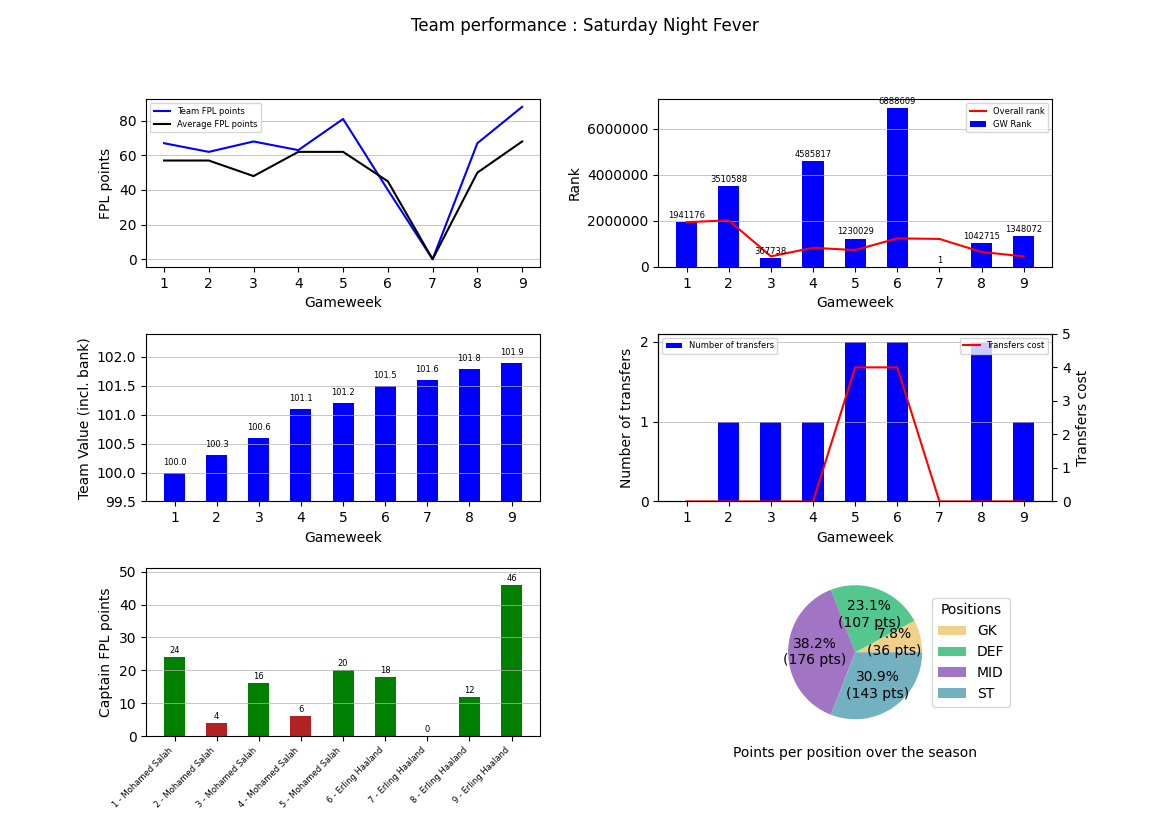 Team performance : Saturday Night Fever
Team FPL points
Average FPL points
FPL points
80
60
40
20
0
1 2 3 4 5 6 7 8 9
Gameweek
Overall rank
GW Rank
Rank
6000000
4000000
2000000
0
1941176
3510588
367738
4585817
1230029
6888609
1
1042715
1348072
1 2 3 4 5 6 7 8 9
Gameweek
Team Value (incl. bank)
102.0
101.5
101.0
100.5
100.0
99.5
100.0
100.3
100.6
101.1
101.2
101.5
101.6
101.8
101.9
1 2 3 4 5 6 7 8 9
Gameweek
Number of transfers
Transfers cost
Number of transfers
2
1
0
5
4
3
2
1
0
Transfers cost
1 2 3 4 5 6 7 8 9
Gameweek
Captain FPL points
50
40
30
20
10
0
24
4
16
6
20
18
0
12
46
1 - Mohamed Salah
2 - Mohamed Salah
3 - Mohamed Salah
4 - Mohamed Salah
5 - Mohamed Salah
6 - Erling Haaland
7 - Erling Haaland
8 - Erling Haaland
9 - Erling Haaland
23.1%
(107 pts)
7.8%
(36 pts)
38.2%
(176 pts)
30.9%
(143 pts)
Positions
GK
DEF
MID
ST
Points per position over the season